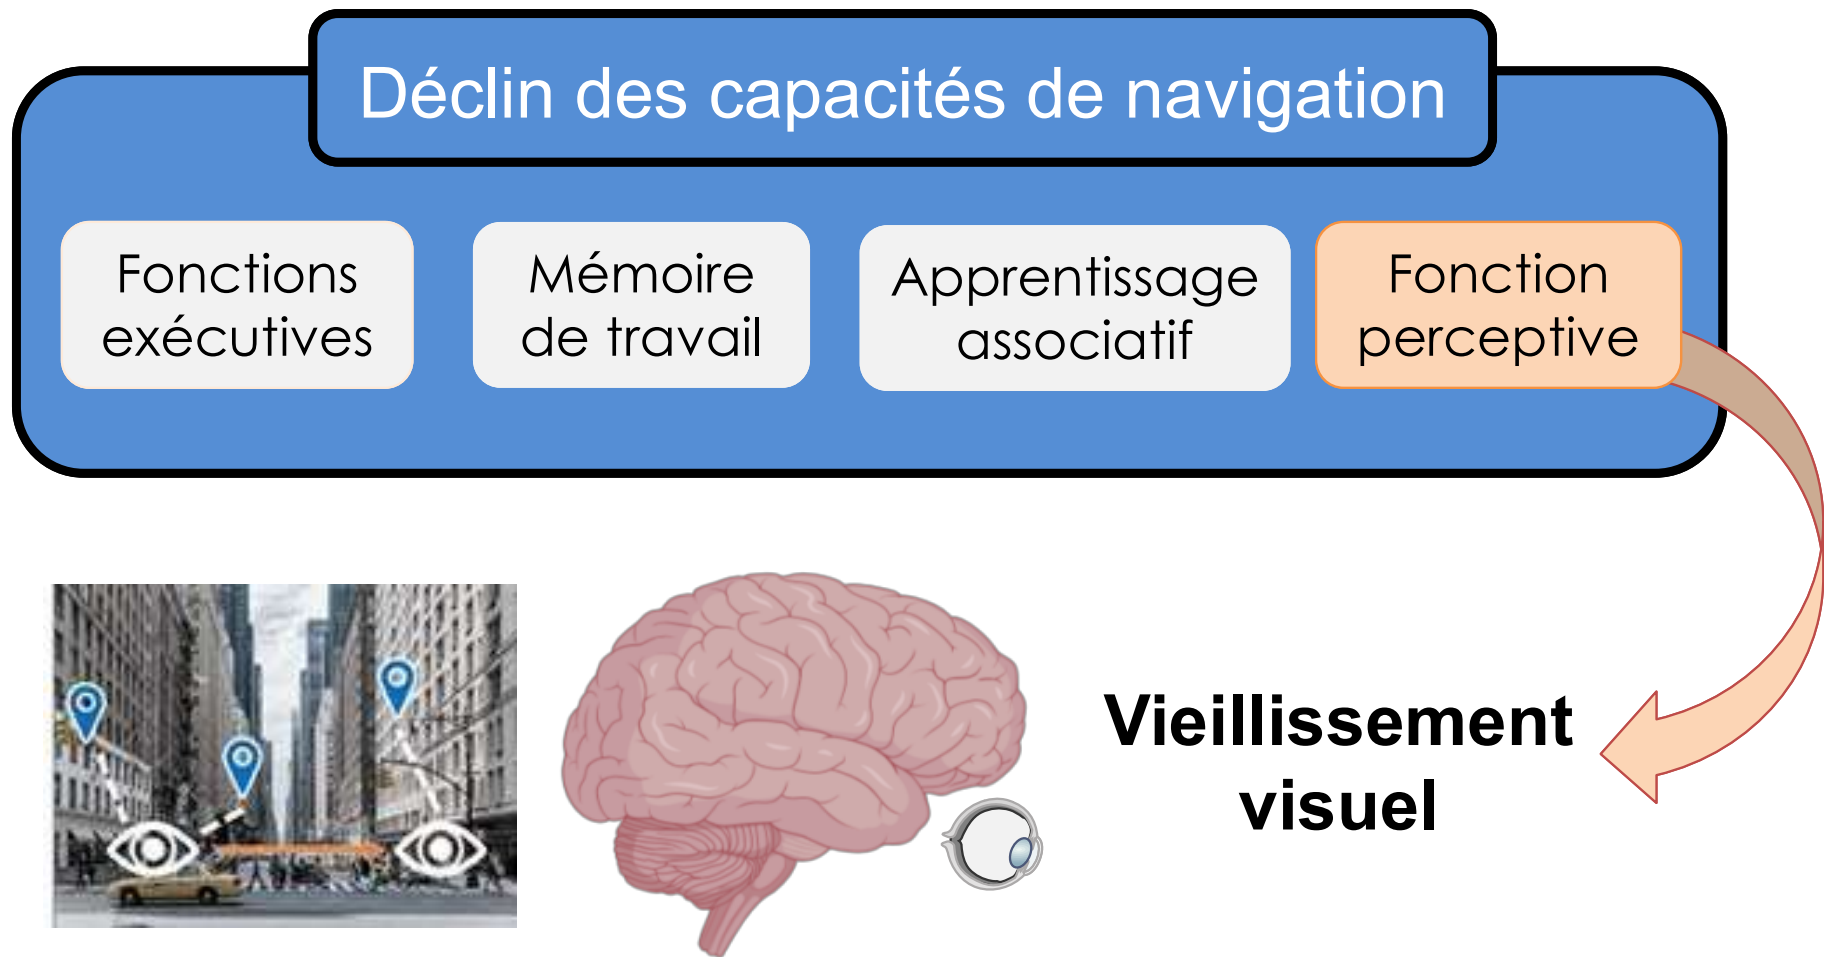 Déclin des capacités de navigation
Fonctions
exécutives
Mémoire
de travail
Apprentissage
associatif
Fonction
perceptive
Vieillissement
visuel